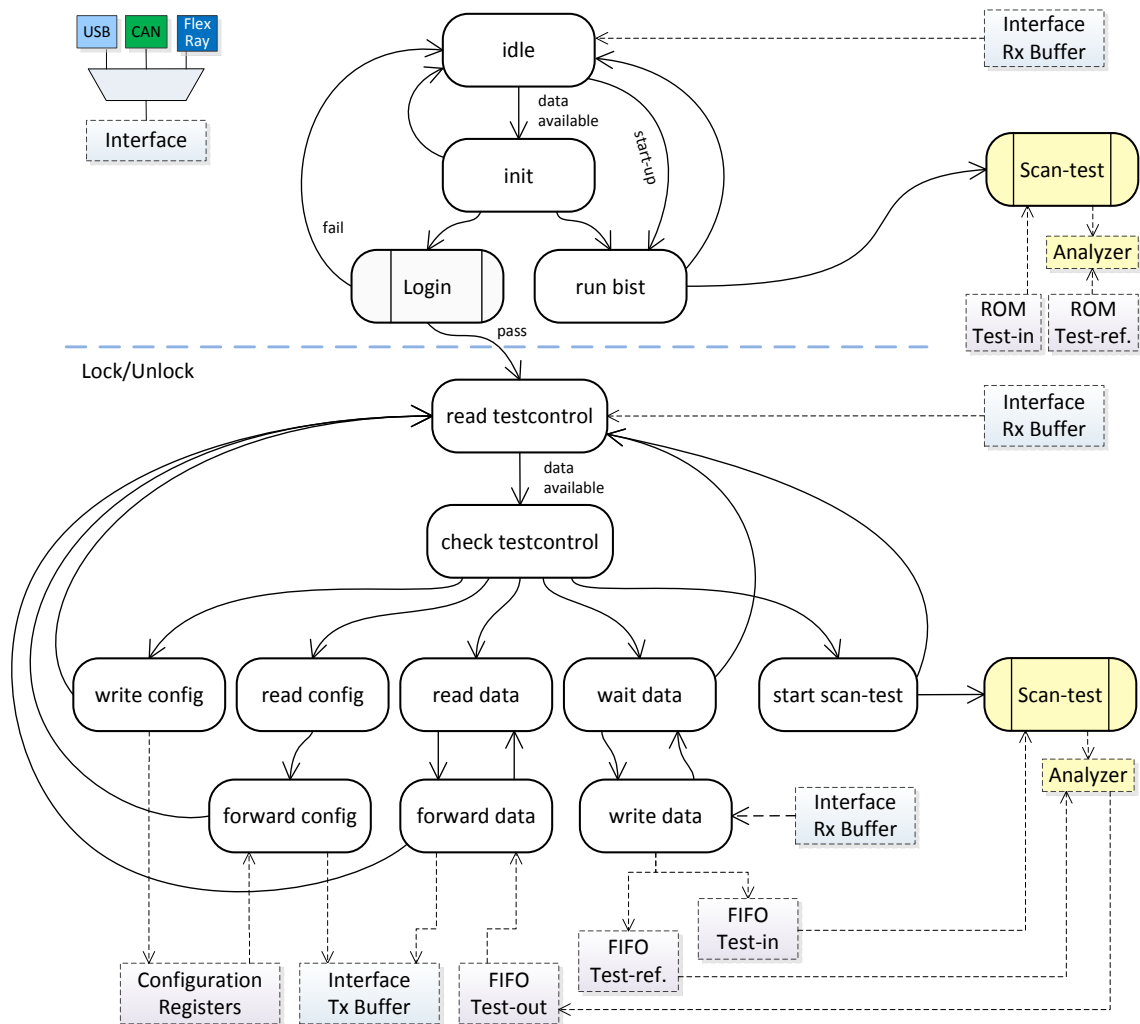 USB
CAN
Flex
Ray
Interface
idle
Interface
Rx Buffer
data
available
start-up
init
fail
Login
run bist
Scan-test
Analyzer
ROM
Test-in
ROM
Test-ref.
pass
Lock/Unlock
read testcontrol
Interface
Rx Buffer
data
available
check testcontrol
write config
read config
read data
wait data
start scan-test
Scan-test
Analyzer
forward config
forward data
write data
Interface
Rx Buffer
FIFO
Test-in
FIFO
Test-ref.
Configuration
Registers
Interface
Tx Buffer
FIFO
Test-out